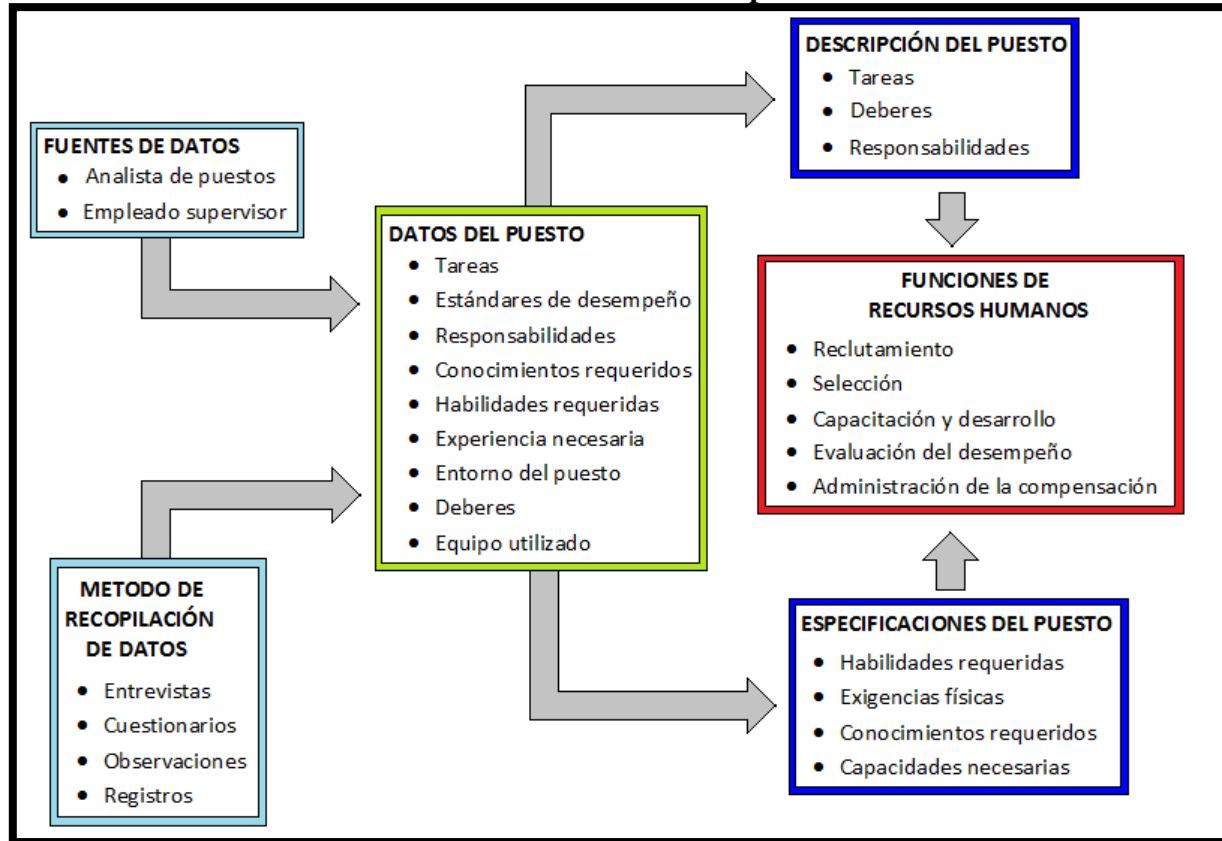 FUENTES DE DATOS
• Analista de puestos
• Empleado supervisor
METODO DE
RECOPILACIÓN
DE DATOS
• Entrevistas
• Cuestionarios
• Observaciones
• Registros
DATOS DEL PUESTO
• Tareas
• Estándares de desempeño
• Responsabilidades
• Conocimientos requeridos
• Habilidades requeridas
• Experiencia necesaria
• Entorno del puesto
• Deberes
• Equipo utilizado
DESCRIPCIÓN DEL PUESTO
• Tareas
• Deberes
• Responsabilidades
FUNCIONES DE
RECURSOS HUMANOS
• Reclutamiento
• Selección
• Capacitación y desarrollo
• Evaluación del desempeño
• Administración de la compensación
ESPECIFICACIONES DEL PUESTO
• Habilidades requeridas
• Exigencias físicas
• Conocimientos requeridos
• Capacidades necesarias